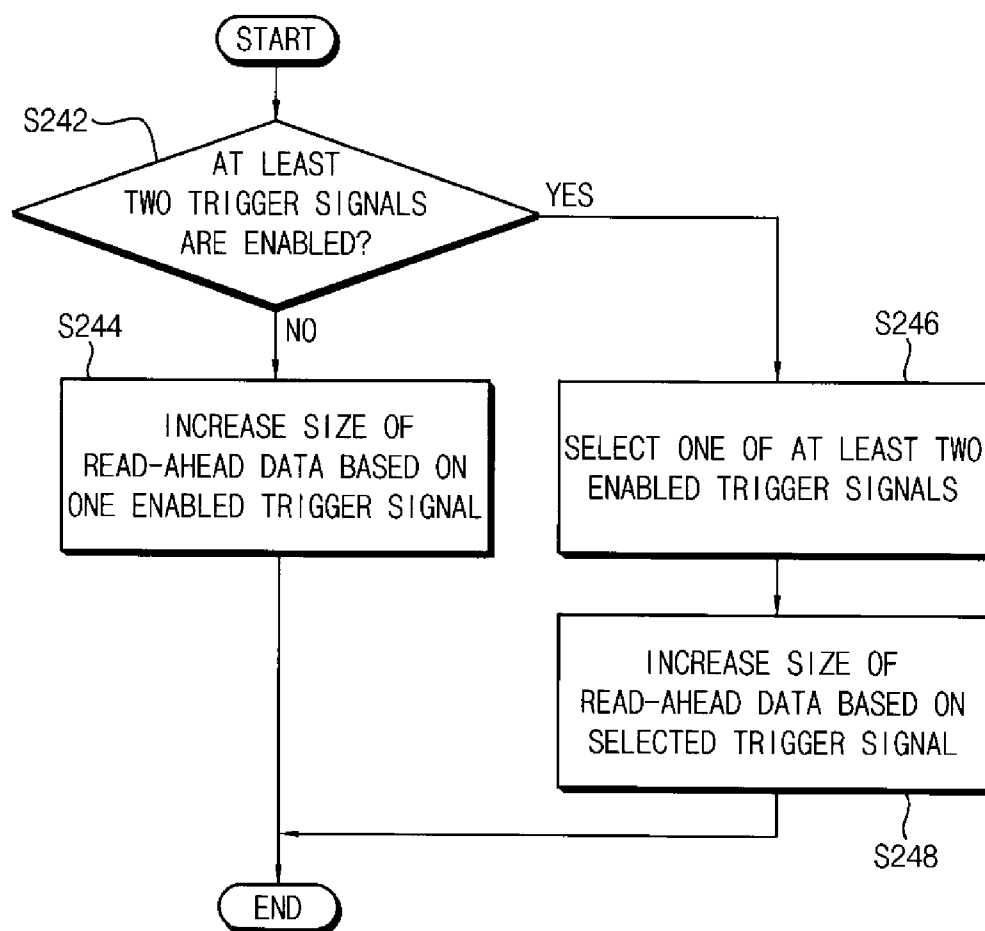 START
S242
AT LEAST
TWO TRIGGER SIGNALS
ARE ENABLED?
YES
NO
S244
INCREASE SIZE OF
READ-AHEAD DATA BASED ON
ONE ENABLED TRIGGER SIGNAL
S246
SELECT ONE OF AT LEAST TWO
ENABLED TRIGGER SIGNALS
INCREASE SIZE OF
READ-AHEAD DATA BASED ON
SELECTED TRIGGER SIGNAL
S248
END